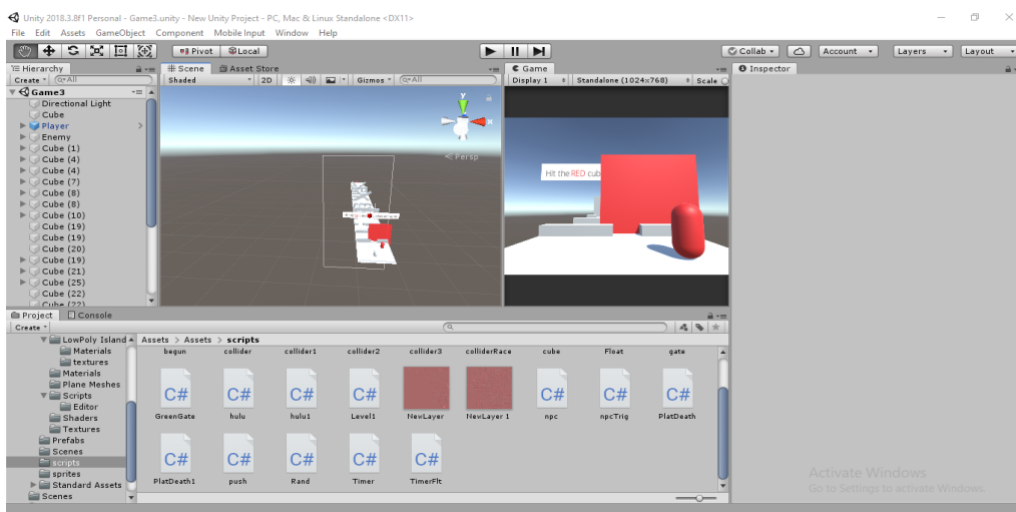 Unity 2018.3.8f1 Personal - Game3.unity - New Unity Project - PC, Mac & Linux Standalone <DX11>
File Edit Assets GameObject Component Mobile Input Window Help
Pivot Local Collab Account Layers Layout
Hierarchy
Create All
Game3
Directional Light
Cube
Player
Enemy
Cube (1)
Cube (4)
Cube (4)
Cube (7)
Cube (8)
Cube (8)
Cube (10)
Cube (19)
Cube (19)
Cube (20)
Cube (19)
Cube (21)
Cube (25)
Cube (22)
Cube (22)
Scene Asset Store
Shaded 2D Gizmos All
y
x
Persp
Game
Display 1 Standalone (1024x768) Scale
Hit the RED cub
Inspector
Project Console
Create
LowPoly Island
Materials
textures
Materials
Plane Meshes
Scripts
Editor
Shaders
Textures
Prefabs
Scenes
scripts
sprites
Standard Assets
Scenes
Assets > Assets > scripts
begun collider collider1 collider2 collider3 colliderRace cube Float gate
C# C# C# C# C# C# C#
GreenGate hulu hulu1 Level1 NewLayer NewLayer 1 npc npcTrig PlatDeath
C# C# C# C# C#
PlatDeath1 push Rand Timer TimerFlt
Activate Windows
Go to Settings to activate Windows.